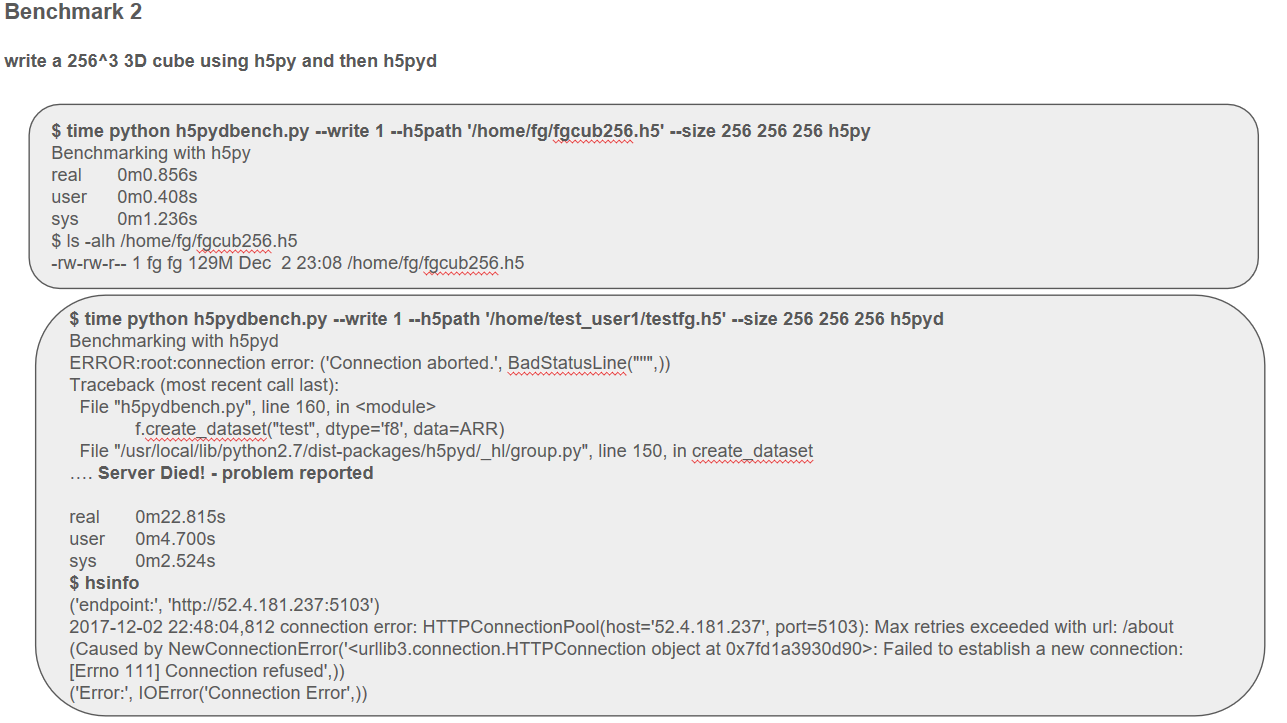 Benchmark 2
write a 256^3 3D cube using h5py and then h5pyd
$ time python h5pydbench.py --write 1 --h5path '/home/fg/fgcub256.h5' --size 256 256 256 h5py
Benchmarking with h5py
real 0m0.856s
user 0m0.408s
sys 0m1.236s
$ ls -alh /home/fg/fgcub256.h5
-rw-rw-r-- 1 fg fg 129M Dec  2 23:08 /home/fg/fgcub256.h5
$ time python h5pydbench.py --write 1 --h5path '/home/test_user1/testfg.h5' --size 256 256 256 h5pyd
Benchmarking with h5pyd
ERROR:root:connection error: ('Connection aborted.', BadStatusLine("''",))
Traceback (most recent call last):
File "h5pydbench.py", line 160, in <module>
f.create_dataset("test", dtype='f8', data=ARR)
File "/usr/local/lib/python2.7/dist-packages/h5pyd/_hl/group.py", line 150, in create_dataset
…. Server Died! - problem reported
real 0m22.815s
user 0m4.700s
sys 0m2.524s
$ hsinfo
('endpoint:', 'http://52.4.181.237:5103')
2017-12-02 22:48:04,812 connection error: HTTPConnectionPool(host='52.4.181.237', port=5103): Max retries exceeded with url: /about
(Caused by NewConnectionError('<urllib3.connection.HTTPConnection object at 0x7fd1a3930d90>: Failed to establish a new connection:
[Errno 111] Connection refused',))
('Error:', IOError('Connection Error',))